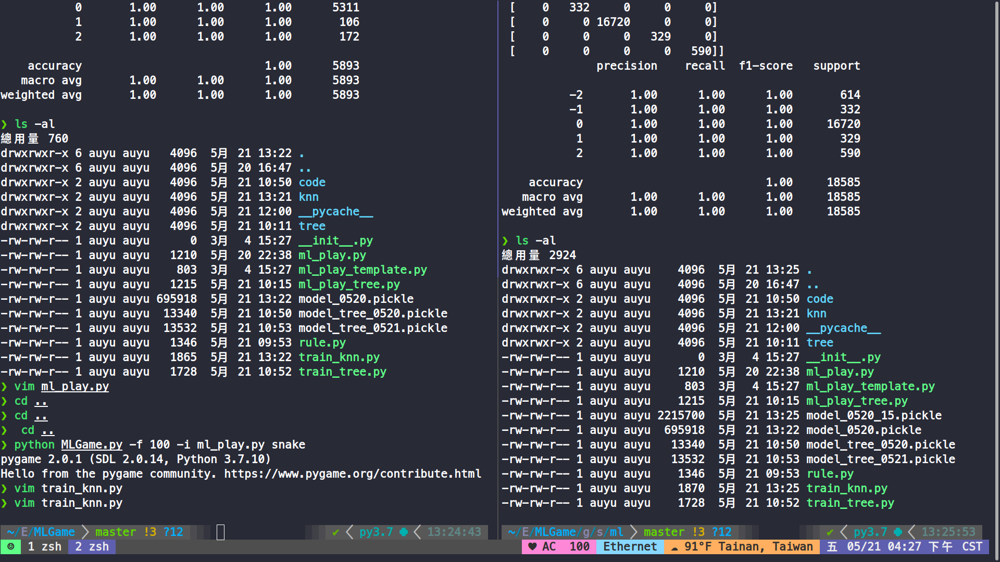 0 1.00 1.00 1.00 5311
1 1.00 1.00 1.00 106
2 1.00 1.00 1.00 172
accuracy 1.00 5893
macro avg 1.00 1.00 1.00 5893
weighted avg 1.00 1.00 1.00 5893
❯ ls -al
總用量 760
drwxrwxr-x 6 auyu auyu 4096 5月 21 13:22 .
drwxrwxr-x 6 auyu auyu 4096 5月 20 16:47 ..
drwxrwxr-x 2 auyu auyu 4096 5月 21 10:50 code
drwxrwxr-x 2 auyu auyu 4096 5月 21 13:21 knn
drwxrwxr-x 2 auyu auyu 4096 5月 21 12:00 __pycache__
drwxrwxr-x 2 auyu auyu 4096 5月 21 10:11 tree
-rw-rw-r-- 1 auyu auyu 0 3月 4 15:27 __init__.py
-rw-rw-r-- 1 auyu auyu 1210 5月 20 22:38 ml_play.py
-rw-rw-r-- 1 auyu auyu 803 3月 4 15:27 ml_play_template.py
-rw-rw-r-- 1 auyu auyu 1215 5月 21 10:15 ml_play_tree.py
-rw-rw-r-- 1 auyu auyu 695918 5月 21 13:22 model_0520.pickle
-rw-rw-r-- 1 auyu auyu 13340 5月 21 10:50 model_tree_0520.pickle
-rw-rw-r-- 1 auyu auyu 13532 5月 21 10:53 model_tree_0521.pickle
-rw-rw-r-- 1 auyu auyu 1346 5月 21 09:53 rule.py
-rw-rw-r-- 1 auyu auyu 1865 5月 21 13:22 train_knn.py
-rw-rw-r-- 1 auyu auyu 1728 5月 21 10:52 train_tree.py
❯ vim ml_play.py
❯ cd ..
❯ cd ..
❯ cd ..
❯ python MLGame.py -f 100 -i ml_play.py snake
pygame 2.0.1 (SDL 2.0.14, Python 3.7.10)
Hello from the pygame community. https://www.pygame.org/contribute.html
❯ vim train_knn.py
❯ vim train_knn.py
~/E/MLGame master !3 ?12 ✔ py3.7 13:24:43
[ 0 332 0 0 0]
[ 0 0 16720 0 0]
[ 0 0 0 329 0]
[ 0 0 0 0 590]]
precision recall f1-score support
-2 1.00 1.00 1.00 614
-1 1.00 1.00 1.00 332
0 1.00 1.00 1.00 16720
1 1.00 1.00 1.00 329
2 1.00 1.00 1.00 590
accuracy 1.00 18585
macro avg 1.00 1.00 1.00 18585
weighted avg 1.00 1.00 1.00 18585
❯ ls -al
總用量 2924
drwxrwxr-x 6 auyu auyu 4096 5月 21 13:25 .
drwxrwxr-x 6 auyu auyu 4096 5月 20 16:47 ..
drwxrwxr-x 2 auyu auyu 4096 5月 21 10:50 code
drwxrwxr-x 2 auyu auyu 4096 5月 21 13:21 knn
drwxrwxr-x 2 auyu auyu 4096 5月 21 12:00 __pycache__
drwxrwxr-x 2 auyu auyu 4096 5月 21 10:11 tree
-rw-rw-r-- 1 auyu auyu 0 3月 4 15:27 __init__.py
-rw-rw-r-- 1 auyu auyu 1210 5月 20 22:38 ml_play.py
-rw-rw-r-- 1 auyu auyu 803 3月 4 15:27 ml_play_template.py
-rw-rw-r-- 1 auyu auyu 1215 5月 21 10:15 ml_play_tree.py
-rw-rw-r-- 1 auyu auyu 2215700 5月 21 13:25 model_0520_15.pickle
-rw-rw-r-- 1 auyu auyu 695918 5月 21 13:22 model_0520.pickle
-rw-rw-r-- 1 auyu auyu 13340 5月 21 10:50 model_tree_0520.pickle
-rw-rw-r-- 1 auyu auyu 13532 5月 21 10:53 model_tree_0521.pickle
-rw-rw-r-- 1 auyu auyu 1346 5月 21 09:53 rule.py
-rw-rw-r-- 1 auyu auyu 1870 5月 21 13:25 train_knn.py
-rw-rw-r-- 1 auyu auyu 1728 5月 21 10:52 train_tree.py
~/E/MLGame/g/s/ml master !3 ?12 ✔ py3.7 13:25:53
☺ 1 zsh 2 zsh ♥ AC 100 Ethernet ☁ 91°F Tainan, Taiwan 五 05/21 04:27 下午 CST